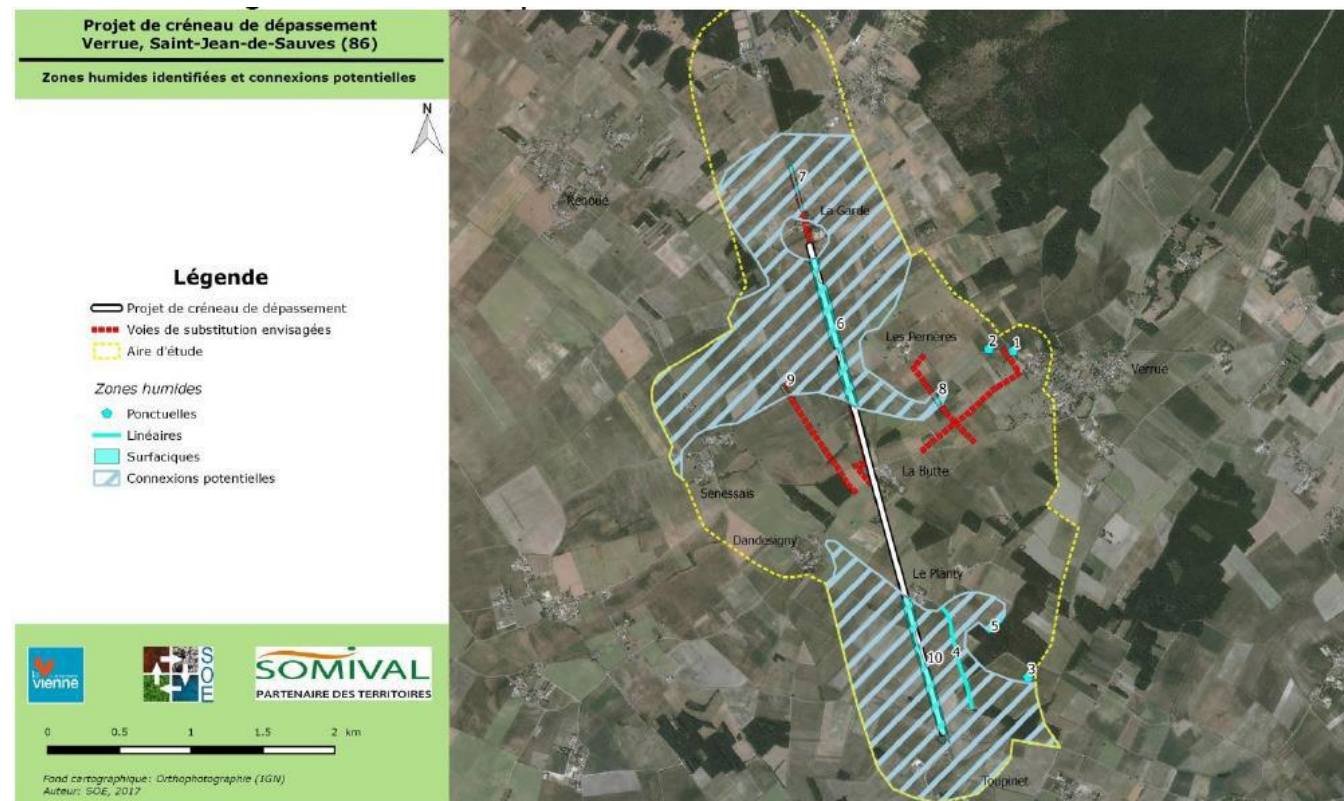 Projet de créneau de dépassement
Verrue, Saint-Jean-de-Sauves (86)
Zones humides identifiées et connexions potentielles
N
Légende
Projet de créneau de dépassement
Voies de substitution envisagées
Aire d'étude
Zones humides
Ponctuelles
Linéaires
Surfaciques
Connexions potentielles
la vienne
SOE
SOMIVAL
PARTENAIRE DES TERRITOIRES
0 0.5 1 1.5 2 km
Fond cartographique: Orthophotographie (IGN)
Auteur: SOE, 2017
7
La Garde
Renoué
6
Les Perrières
2
1
Verrue
9
8
La Butte
Senessais
Dandesigny
Le Planty
5
4
10
3
Toupinet